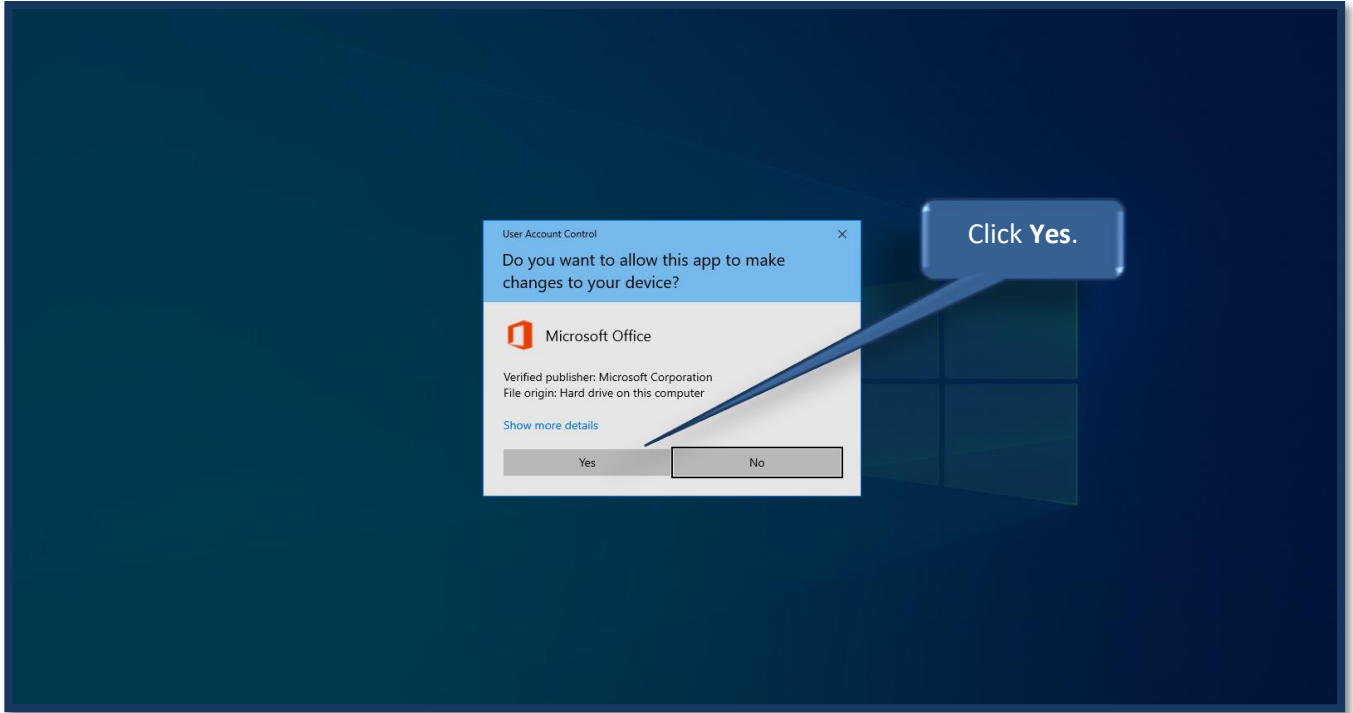 User Account Control
Do you want to allow this app to make
changes to your device?
Microsoft Office
Verified publisher: Microsoft Corporation
File origin: Hard drive on this computer
Show more details
Yes
No
Click Yes.